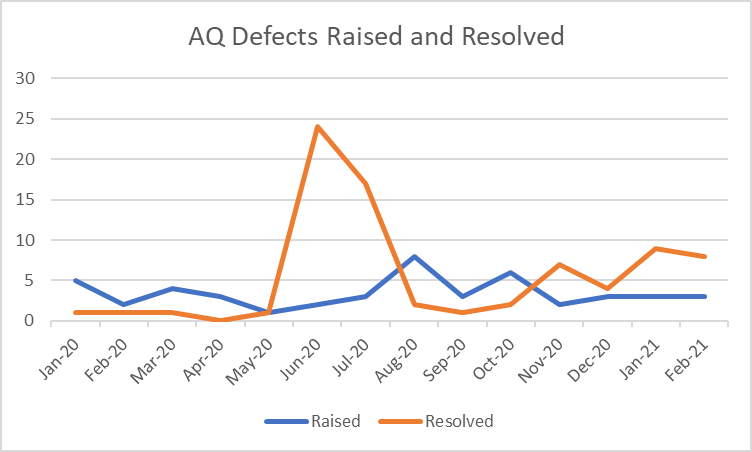 AQ Defects Raised and Resolved
30
25
20
15
10
5
0
Jan-20 Feb-20 Mar-20 Apr-20 May-20 Jun-20 Jul-20 Aug-20 Sep-20 Oct-20 Nov-20 Dec-20 Jan-21 Feb-21
Raised Resolved